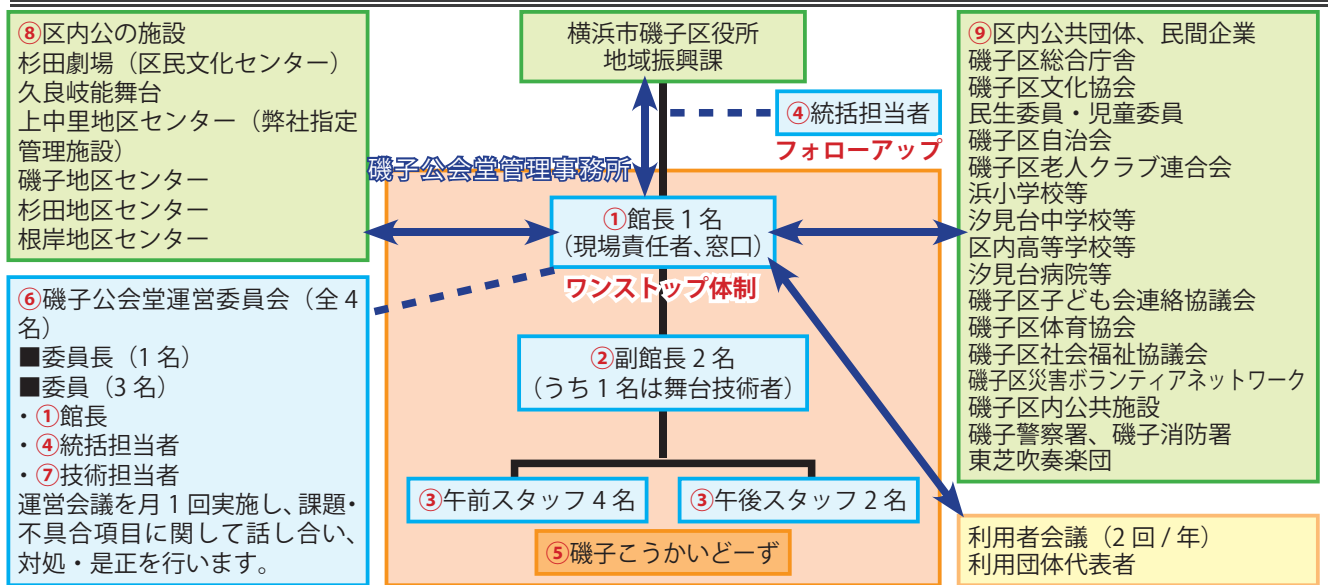 ⑧区内公の施設
杉田劇場（区民文化センター）
久良岐能舞台
上中里地区センター（弊社指定
管理施設）
磯子地区センター
杉田地区センター
根岸地区センター
横浜市磯子区役所
地域振興課
④統括担当者
フォローアップ
磯子公会堂管理事務所
①館長1名
（現場責任者、窓口）
ワンストップ体制
②副館長2名
（うち1名は舞台技術者）
③午前スタッフ4名
③午後スタッフ2名
⑤磯子こうかいどーず
⑥磯子公会堂運営委員会（全4
名）
■委員長（1名）
■委員（3名）
・①館長
・④統括担当者
・⑦技術担当者
運営会議を月1回実施し、課題・
不具合項目に関して話し合い、
対処・是正を行います。
⑨区内公共団体、民間企業
磯子区総合庁舎
磯子区文化協会
民生委員・児童委員
磯子区自治会
磯子区老人クラブ連合会
浜小学校等
汐見台中学校等
区内高等学校等
汐見台病院等
磯子区子ども会連絡協議会
磯子区体育協会
磯子区社会福祉協議会
磯子区災害ボランティアネットワーク
磯子区内公共施設
磯子警察署、磯子消防署
東芝吹奏楽団
利用者会議（2回/年）
利用団体代表者